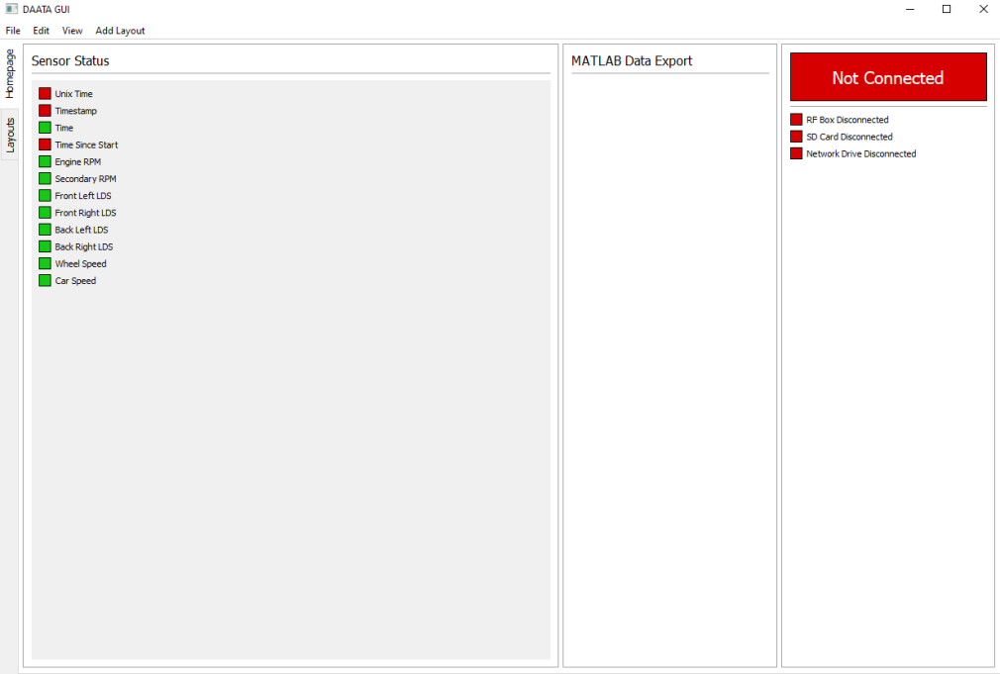 DAATA GUI
File Edit View Add Layout
Homepage
Layouts
Sensor Status
Unix Time
Timestamp
Time
Time Since Start
Engine RPM
Secondary RPM
Front Left LDS
Front Right LDS
Back Left LDS
Back Right LDS
Wheel Speed
Car Speed
MATLAB Data Export
Not Connected
RF Box Disconnected
SD Card Disconnected
Network Drive Disconnected